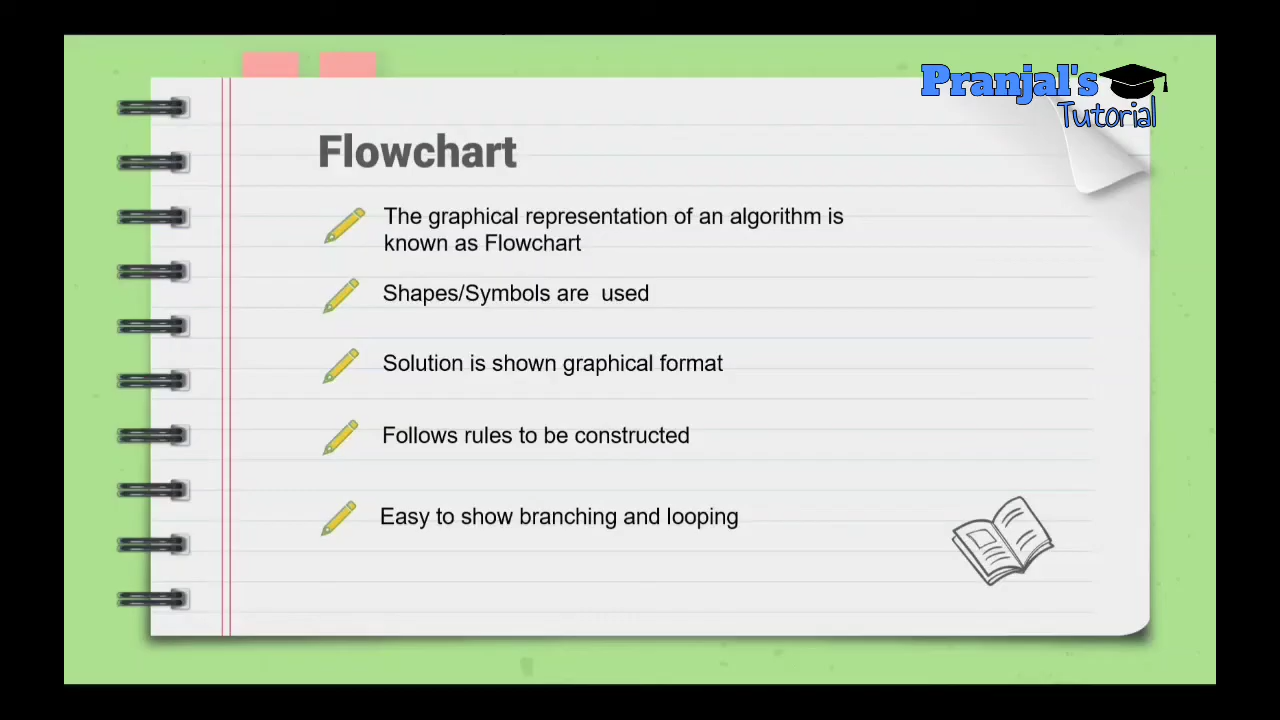 Pranjal's
Tutorial
Flowchart
The graphical representation of an algorithm is
known as Flowchart
Shapes/Symbols are  used
Solution is shown graphical format
Follows rules to be constructed
Easy to show branching and looping